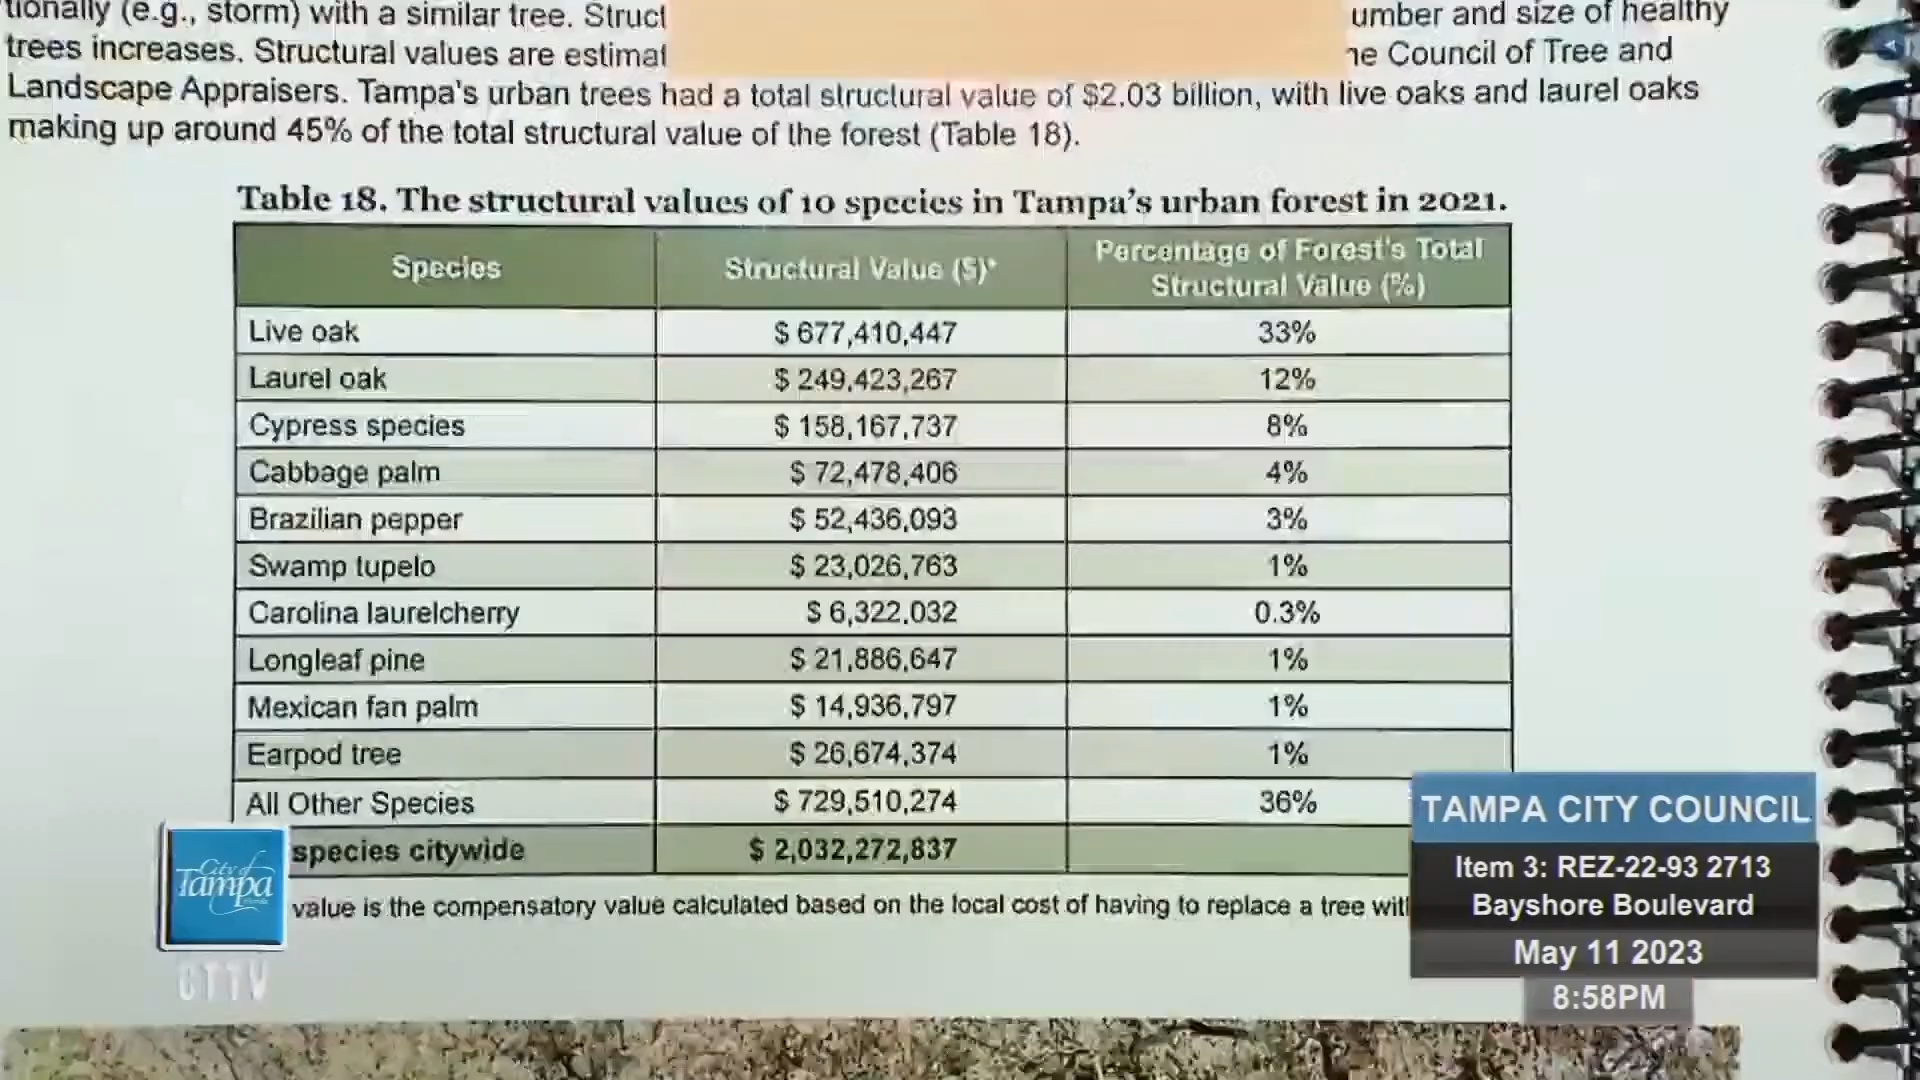 tionally (e.g., storm) with a similar tree. Struct umber and size of healthy
trees increases. Structural values are estimat he Council of Tree and
Landscape Appraisers. Tampa's urban trees had a total structural value of $2.03 billion, with live oaks and laurel oaks
making up around 45% of the total structural value of the forest (Table 18).
Table 18. The structural values of 10 species in Tampa's urban forest in 2021.
Species Structural Value ($)* Percentage of Forest's Total Structural Value (%)
Live oak $ 677,410,447 33%
Laurel oak $ 249,423,267 12%
Cypress species $ 158,167,737 8%
Cabbage palm $ 72,478,406 4%
Brazilian pepper $ 52,436,093 3%
Swamp tupelo $ 23,026,763 1%
Carolina laurelcherry $ 6,322,032 0.3%
Longleaf pine $ 21,886,647 1%
Mexican fan palm $ 14,936,797 1%
Earpod tree $ 26,674,374 1%
All Other Species $ 729,510,274 36%
species citywide $ 2,032,272,837
value is the compensatory value calculated based on the local cost of having to replace a tree wit
City of
Tampa
CTTV
TAMPA CITY COUNCIL
Item 3: REZ-22-93 2713
Bayshore Boulevard
May 11 2023
8:58PM